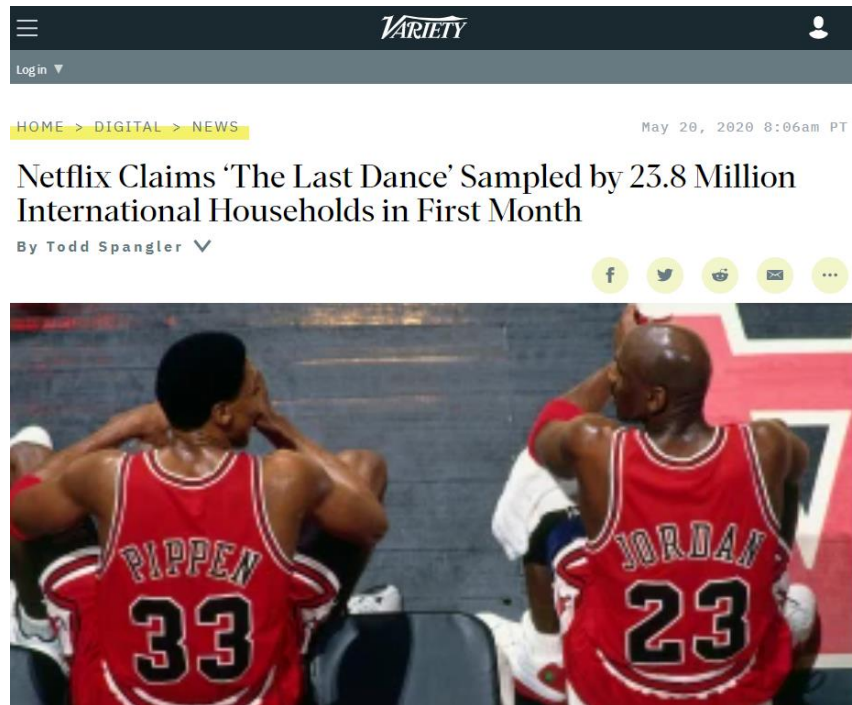 VARIETY
Log in ▼
HOME > DIGITAL > NEWS
May 20, 2020 8:06am PT
Netflix Claims ‘The Last Dance’ Sampled by 23.8 Million
International Households in First Month
By Todd Spangler
PIPPEN
33
JORDAN
23